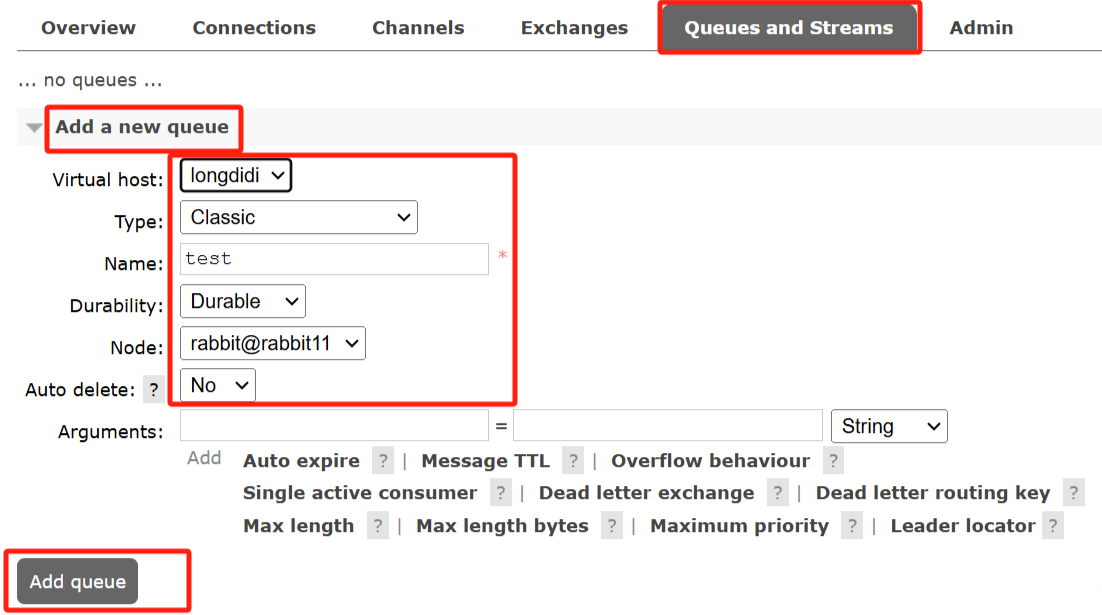 Overview Connections Channels Exchanges Queues and Streams Admin
... no queues ...
Add a new queue
Virtual host: longdidi
Type: Classic
Name: test *
Durability: Durable
Node: rabbit@rabbit11
Auto delete: ? No
Arguments: = String
Add Auto expire ? | Message TTL ? | Overflow behaviour ?
Single active consumer ? | Dead letter exchange ? | Dead letter routing key ?
Max length ? | Max length bytes ? | Maximum priority ? | Leader locator ?
Add queue